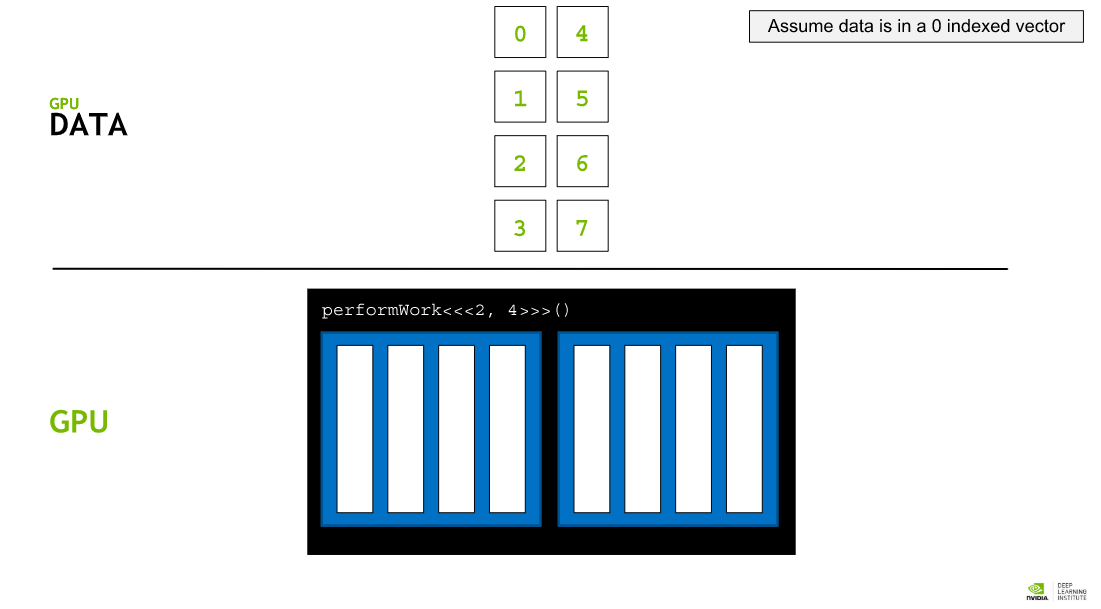 Assume data is in a 0 indexed vector
0 4
1 5
2 6
3 7
GPU
DATA
performWork<<<2, 4>>>()
GPU
NVIDIA.
DEEP
LEARNING
INSTITUTE